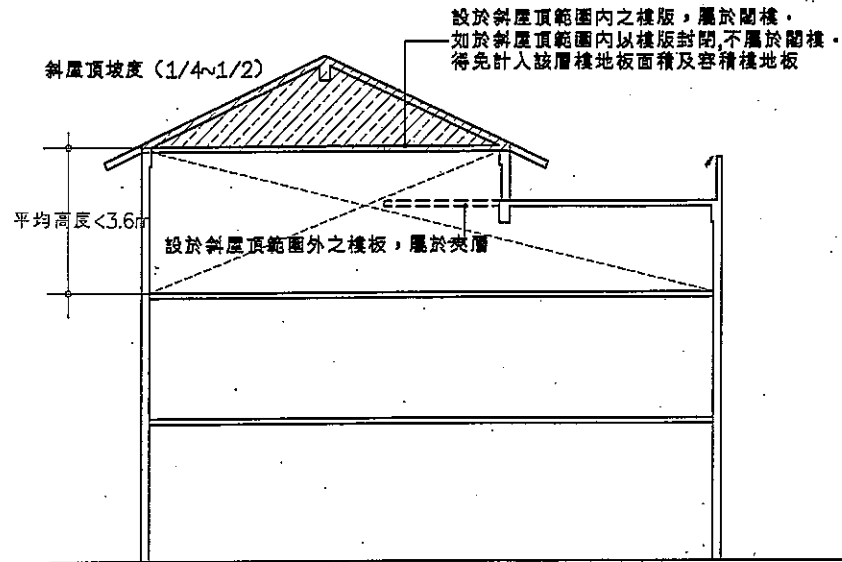 設於斜屋頂範圍內之樓版，屬於閣樓。
如於斜屋頂範圍內以樓版封閉,不屬於閣樓。
得免計入該層樓地板面積及容積樓地板
斜屋頂坡度（1/4~1/2）
平均高度<3.6m
設於斜屋頂範圍外之樓板，屬於夾層